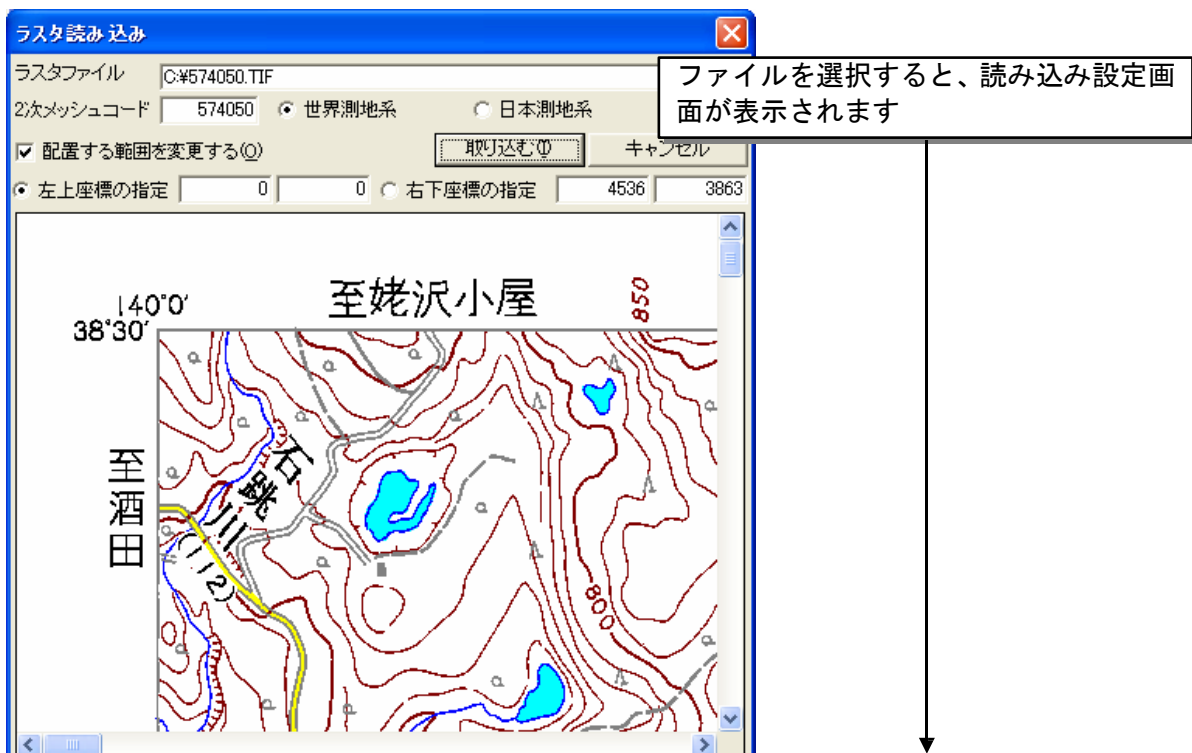 ラスタ読み込み
ラスタファイル C:¥574050.TIF
ファイルを選択すると、読み込み設定画
面が表示されます
2次メッシュコード 574050 世界測地系 日本測地系
配置する範囲を変更する(O) 取り込む(I) キャンセル
左上座標の指定 0 0 右下座標の指定 4536 3863
140°0′ 至姥沢小屋 850
38°30′
至酒田
石跳川
(112)
800